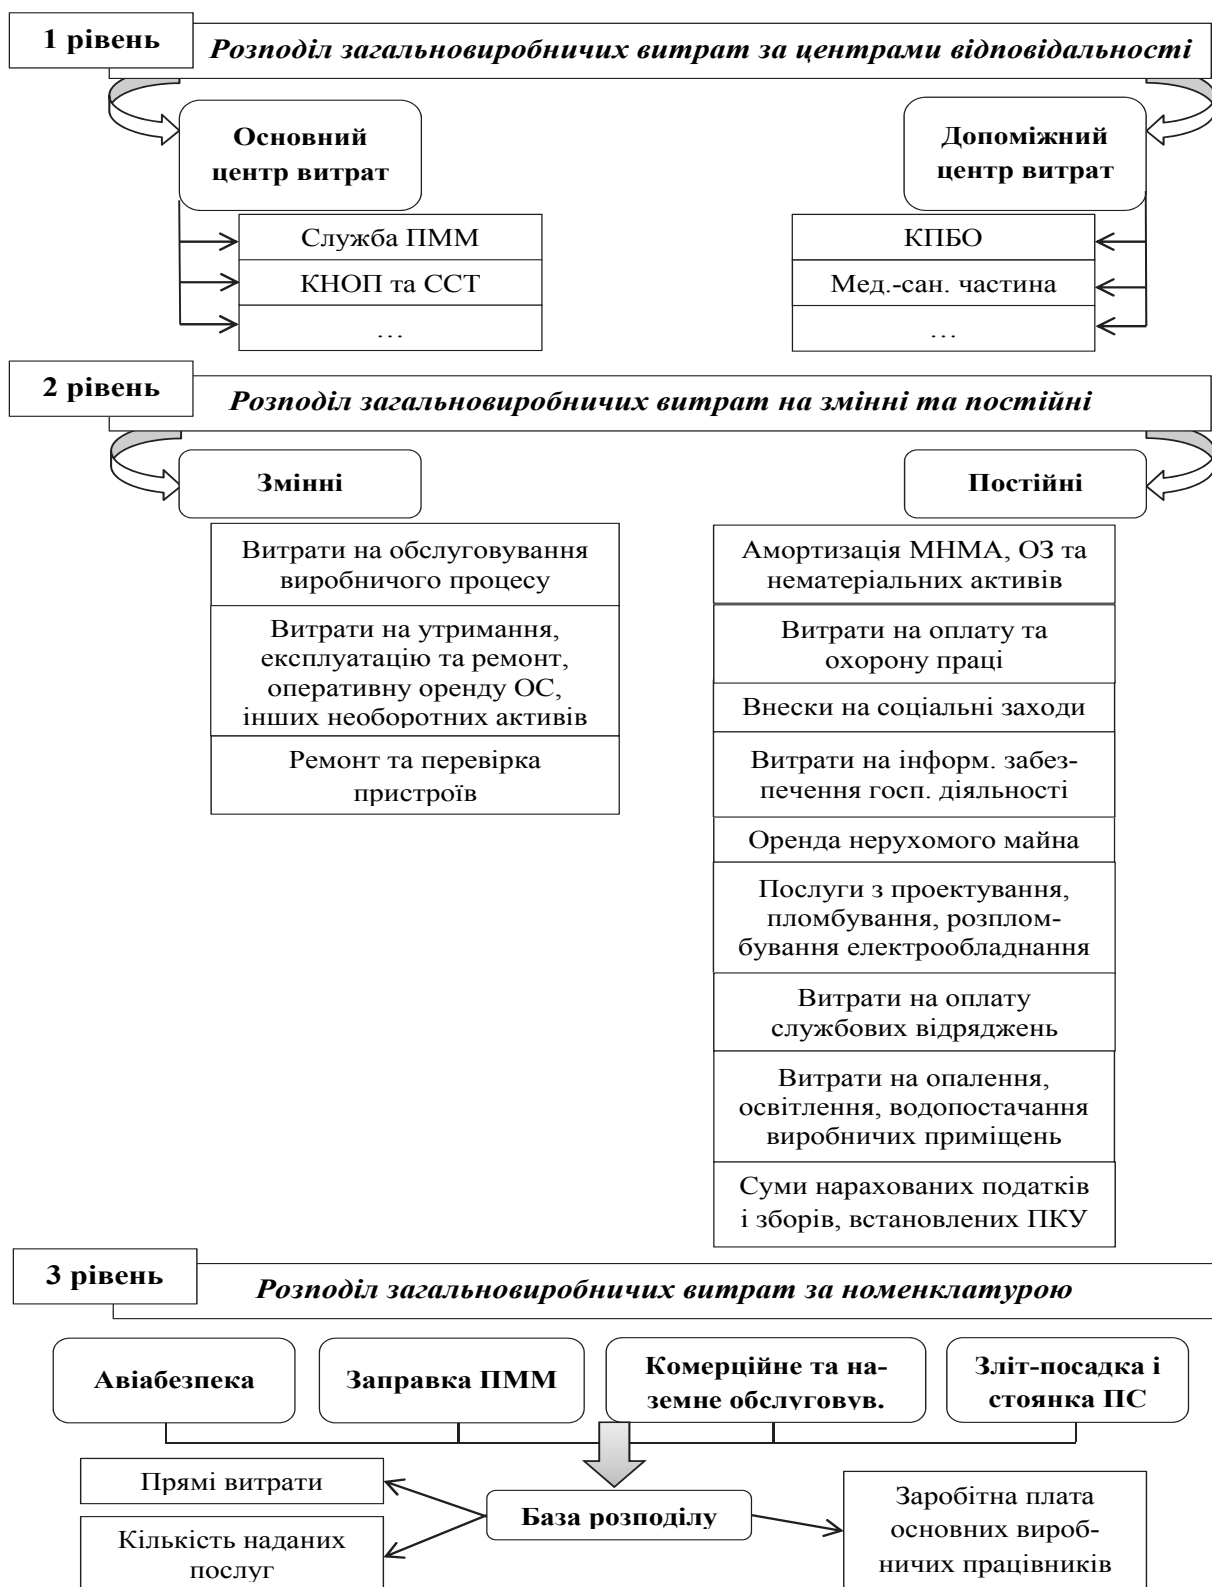 1 рівень
Розподіл загальновиробничих витрат за центрами відповідальності
Основний
центр витрат
Допоміжний
центр витрат
Служба ПММ
КНОП та ССТ
…
КПБО
Мед.-сан. частина
…
2 рівень
Розподіл загальновиробничих витрат на змінні та постійні
Змінні
Постійні
Витрати на обслуговування
виробничого процесу
Витрати на утримання,
експлуатацію та ремонт,
оперативну оренду ОС,
інших необоротних активів
Ремонт та перевірка
пристроїв
Амортизація МНМА, ОЗ та
нематеріальних активів
Витрати на оплату та
охорону праці
Внески на соціальні заходи
Витрати на інформ. забез-
печення госп. діяльності
Оренда нерухомого майна
Послуги з проектування,
пломбування, розплом-
бування електрообладнання
Витрати на оплату
службових відряджень
Витрати на опалення,
освітлення, водопостачання
виробничих приміщень
Суми нарахованих податків
і зборів, встановлених ПКУ
3 рівень
Розподіл загальновиробничих витрат за номенклатурою
Авіабезпека
Заправка ПММ
Комерційне та на-
земне обслуговув.
Зліт-посадка і
стоянка ПС
Прямі витрати
Кількість наданих
послуг
База розподілу
Заробітна плата
основних вироб-
ничих працівників